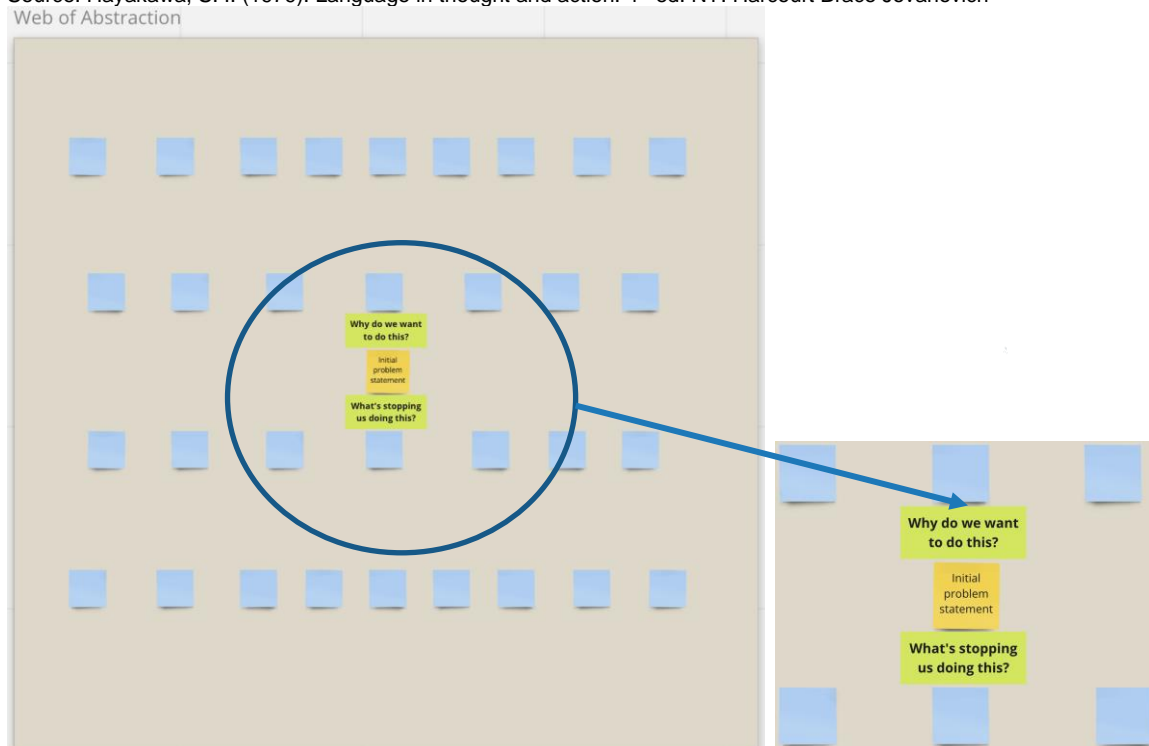 Web of Abstraction
Why do we want
to do this?
Initial
problem
statement
What's stopping
us doing this?
Why do we want
to do this?
Initial
problem
statement
What's stopping
us doing this?